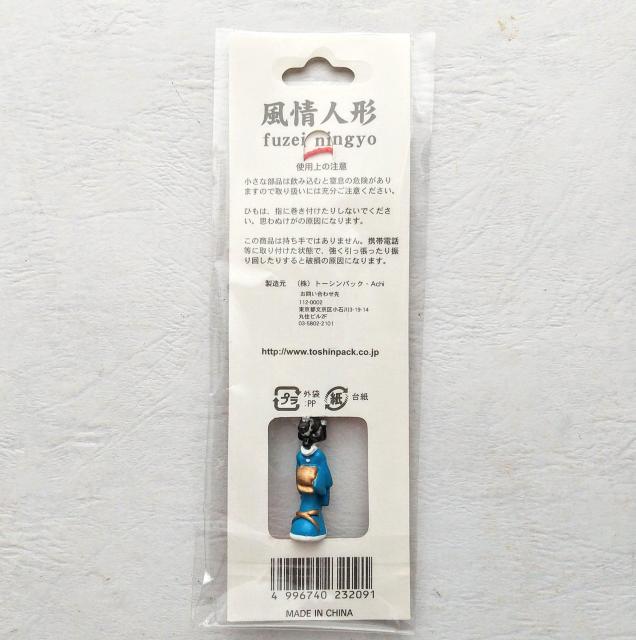 風情人形
fuzei ningyo
使用上の注意
小さな部品は飲み込むと窒息の危険があり
ますので取り扱いには充分ご注意ください。
ひもは、指に巻き付けたりしないでくださ
い。思わぬけがの原因になります。
この商品は持ち手ではありません。携帯電話
等に取り付けた状態で、強く引っ張ったり振
り回したりすると破損の原因になります。
製造元 (株)トーシンパック・Achi
お問い合わせ先
112-0002
東京都文京区小石川3-19-14
丸佳ビル2F
03-5802-2101
http://www.toshinpack.co.jp
プラ 外袋 紙 台紙
:PP
4 996740 232091
MADE IN CHINA